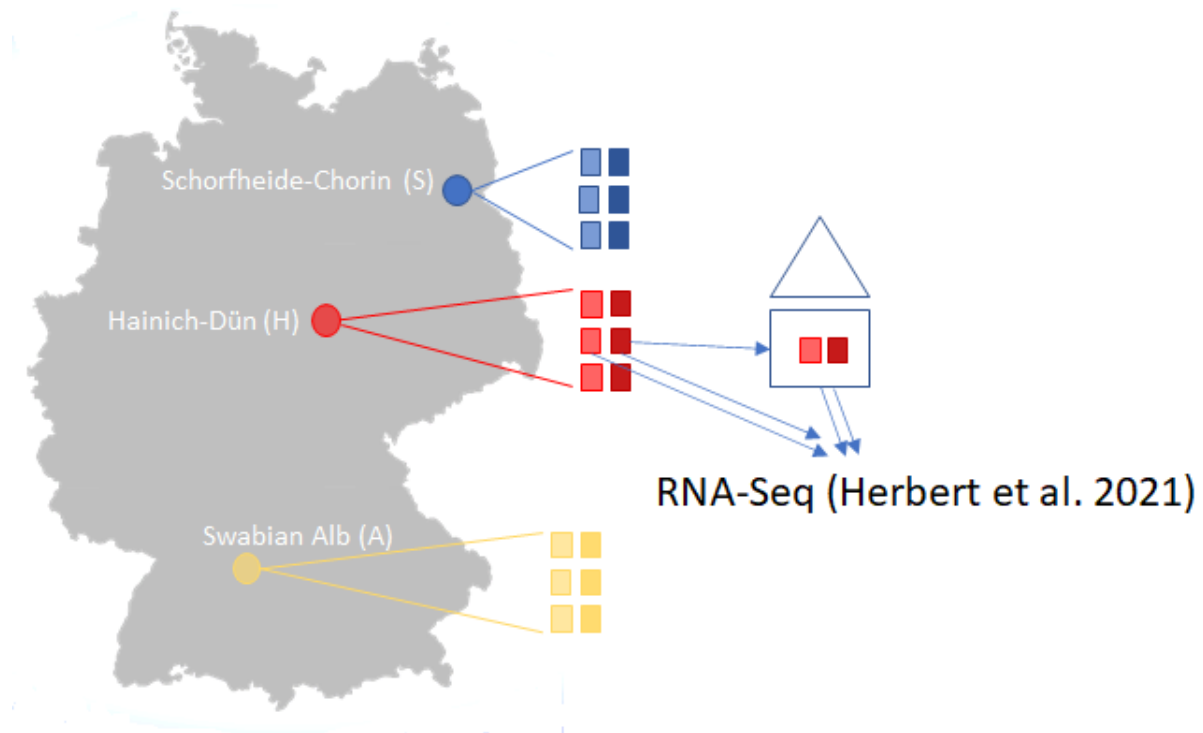 Schorfheide-Chorin (S)
Hainich-Dün (H)
RNA-Seq (Herbert et al. 2021)
Swabian Alb (A)